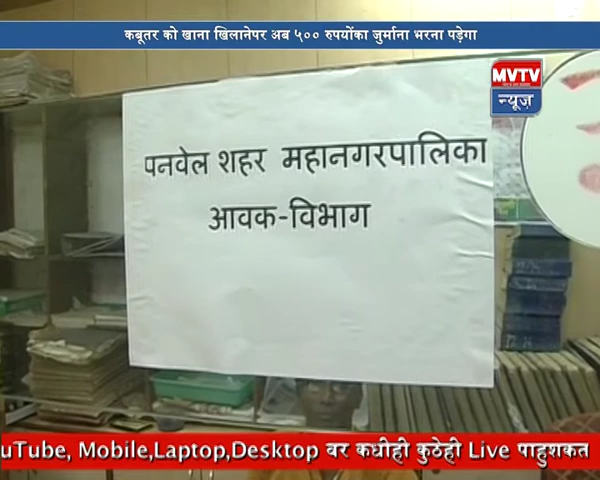 कबूतर को खाना खिलानेपर अब ५०० रुपयोंका जुर्माना भरना पड़ेगा
MVTV
न्यूज़
पनवेल शहर महानगरपालिका
आवक-विभाग
uTube, Mobile,Laptop,Desktop वर कधीही कुठेही Live पाहुशकत